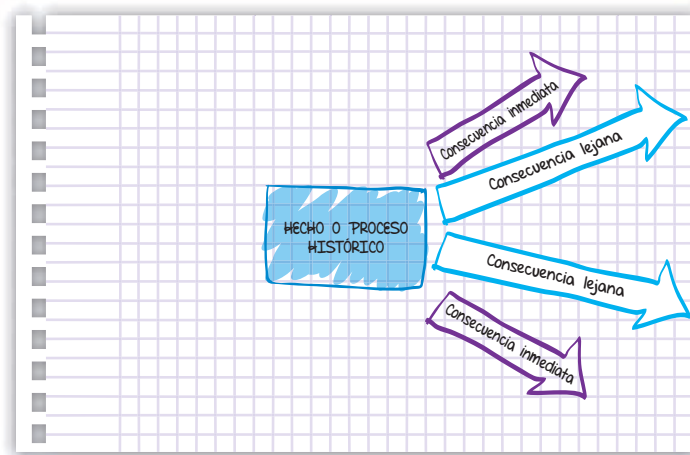 Consecuencia inmediata
Consecuencia lejana
HECHO O PROCESO
HISTÓRICO
Consecuencia lejana
Consecuencia inmediata